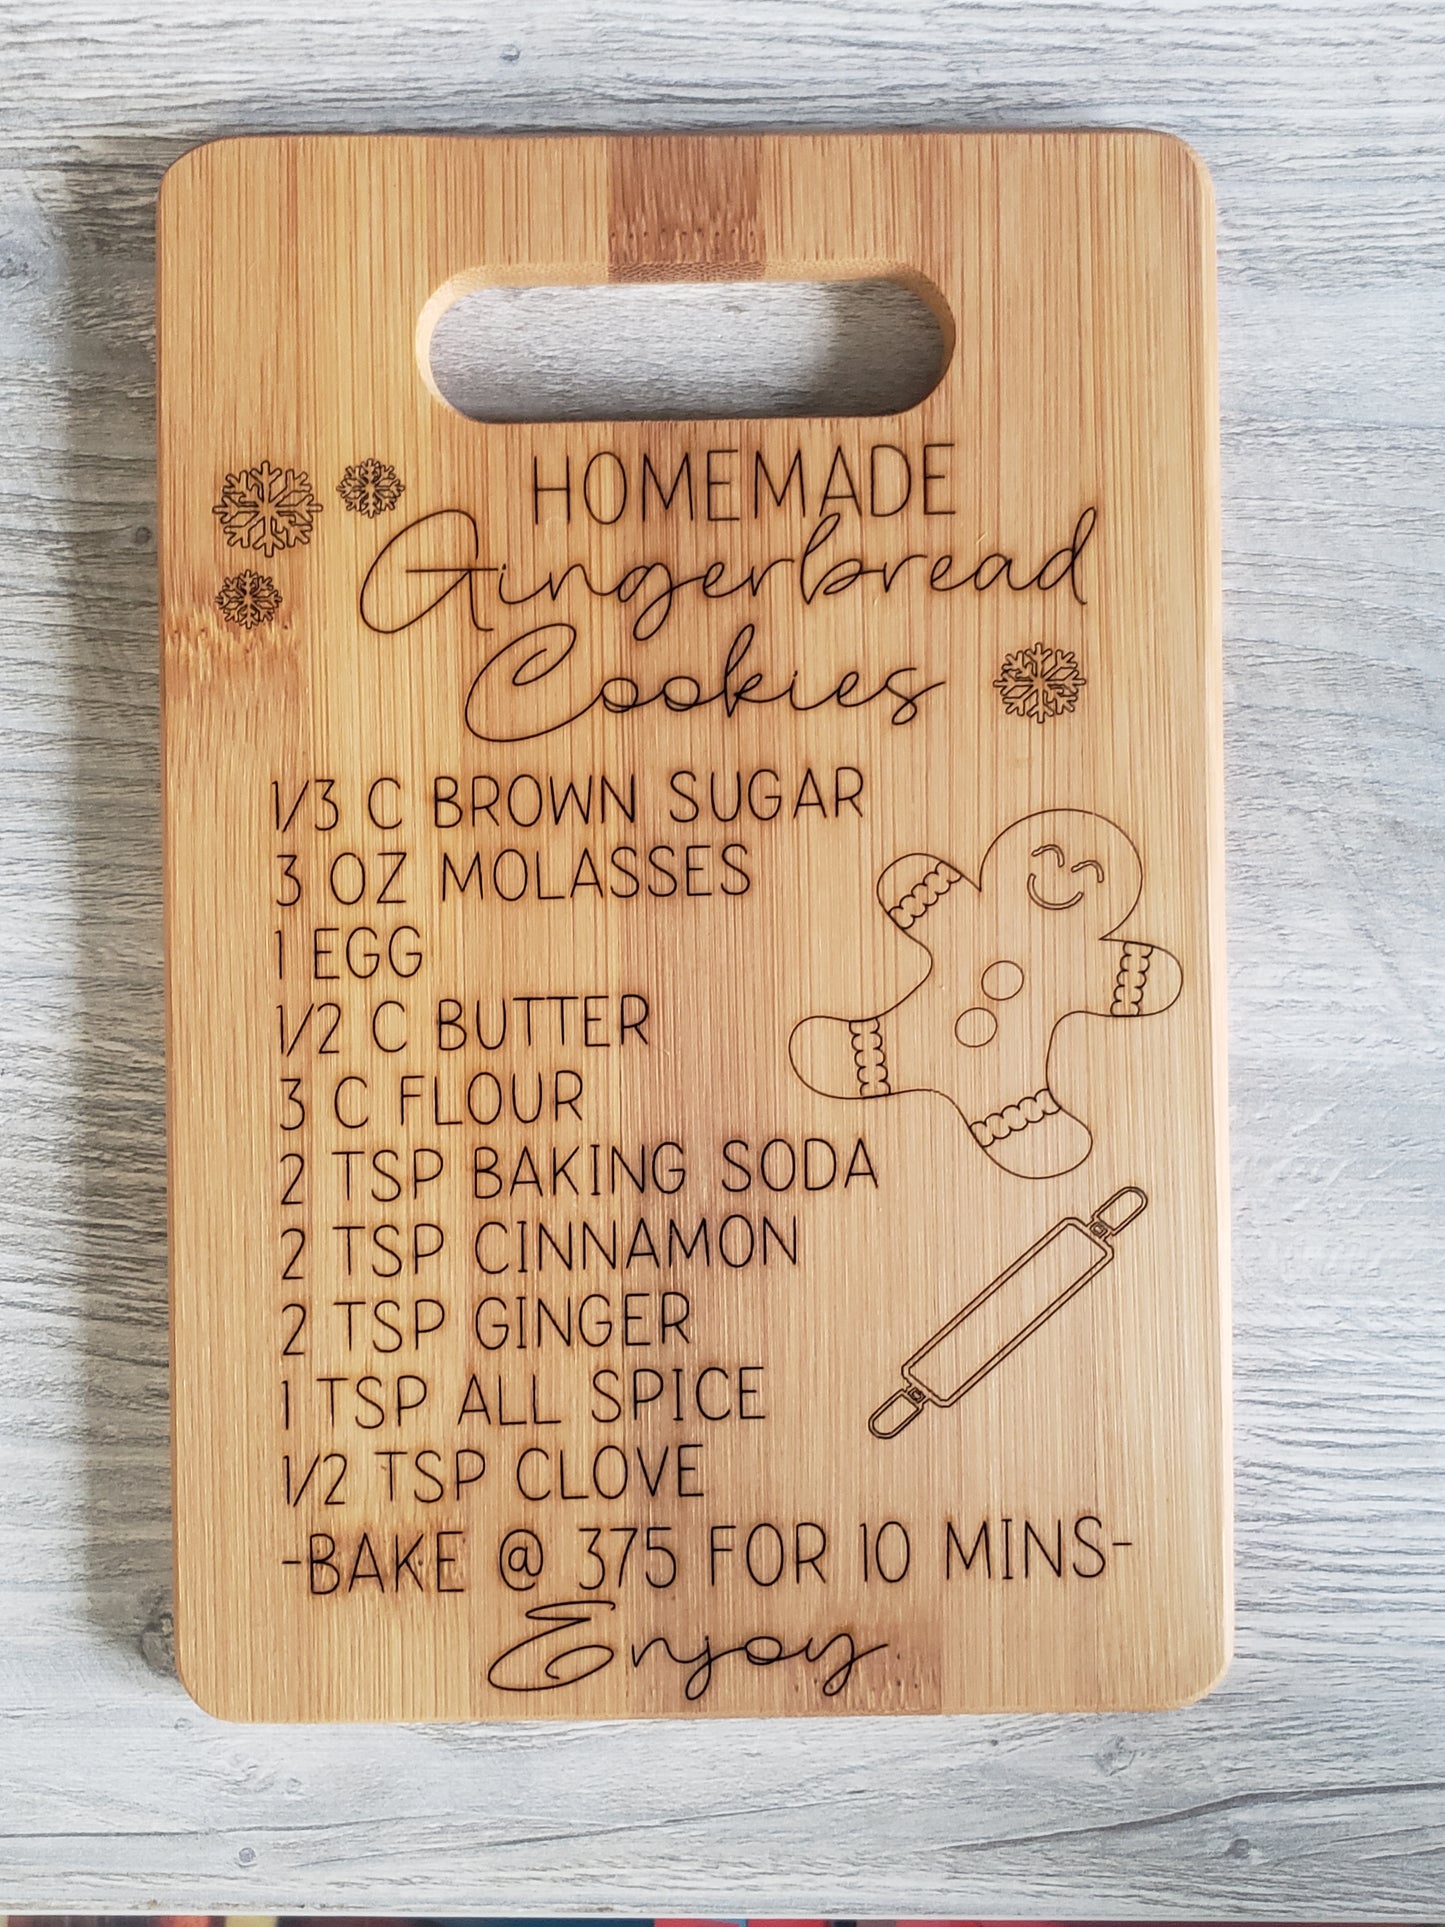 HOMEMADE
Gingerbread
Cookies
1/3 C BROWN SUGAR
3 OZ MOLASSES
1 EGG
1/2 C BUTTER
3 C FLOUR
2 TSP BAKING SODA
2 TSP CINNAMON
2 TSP GINGER
1 TSP ALL SPICE
1/2 TSP CLOVE
-BAKE @ 375 FOR 10 MINS-
Enjoy